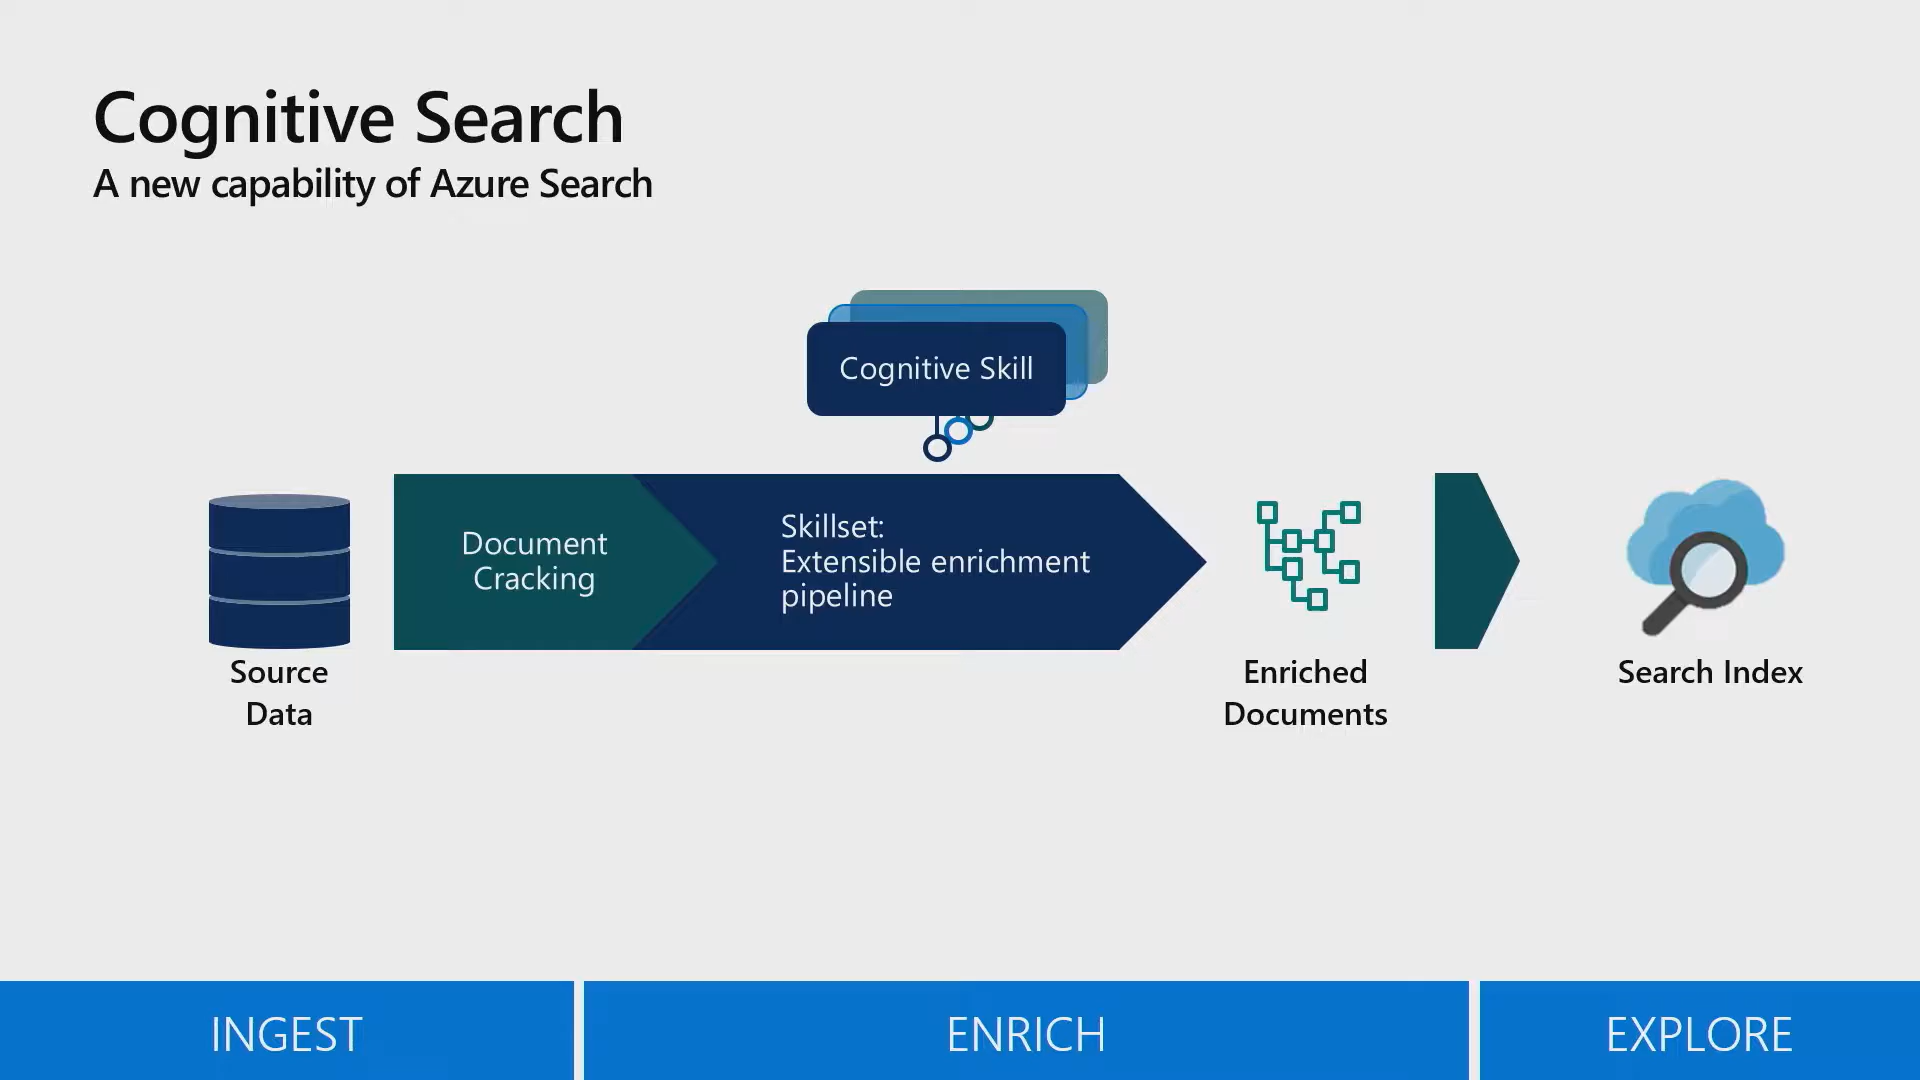 Cognitive Search
A new capability of Azure Search
Cognitive Skill
Document
Cracking
Skillset:
Extensible enrichment
pipeline
Source
Data
Enriched
Documents
Search Index
INGEST
ENRICH
EXPLORE